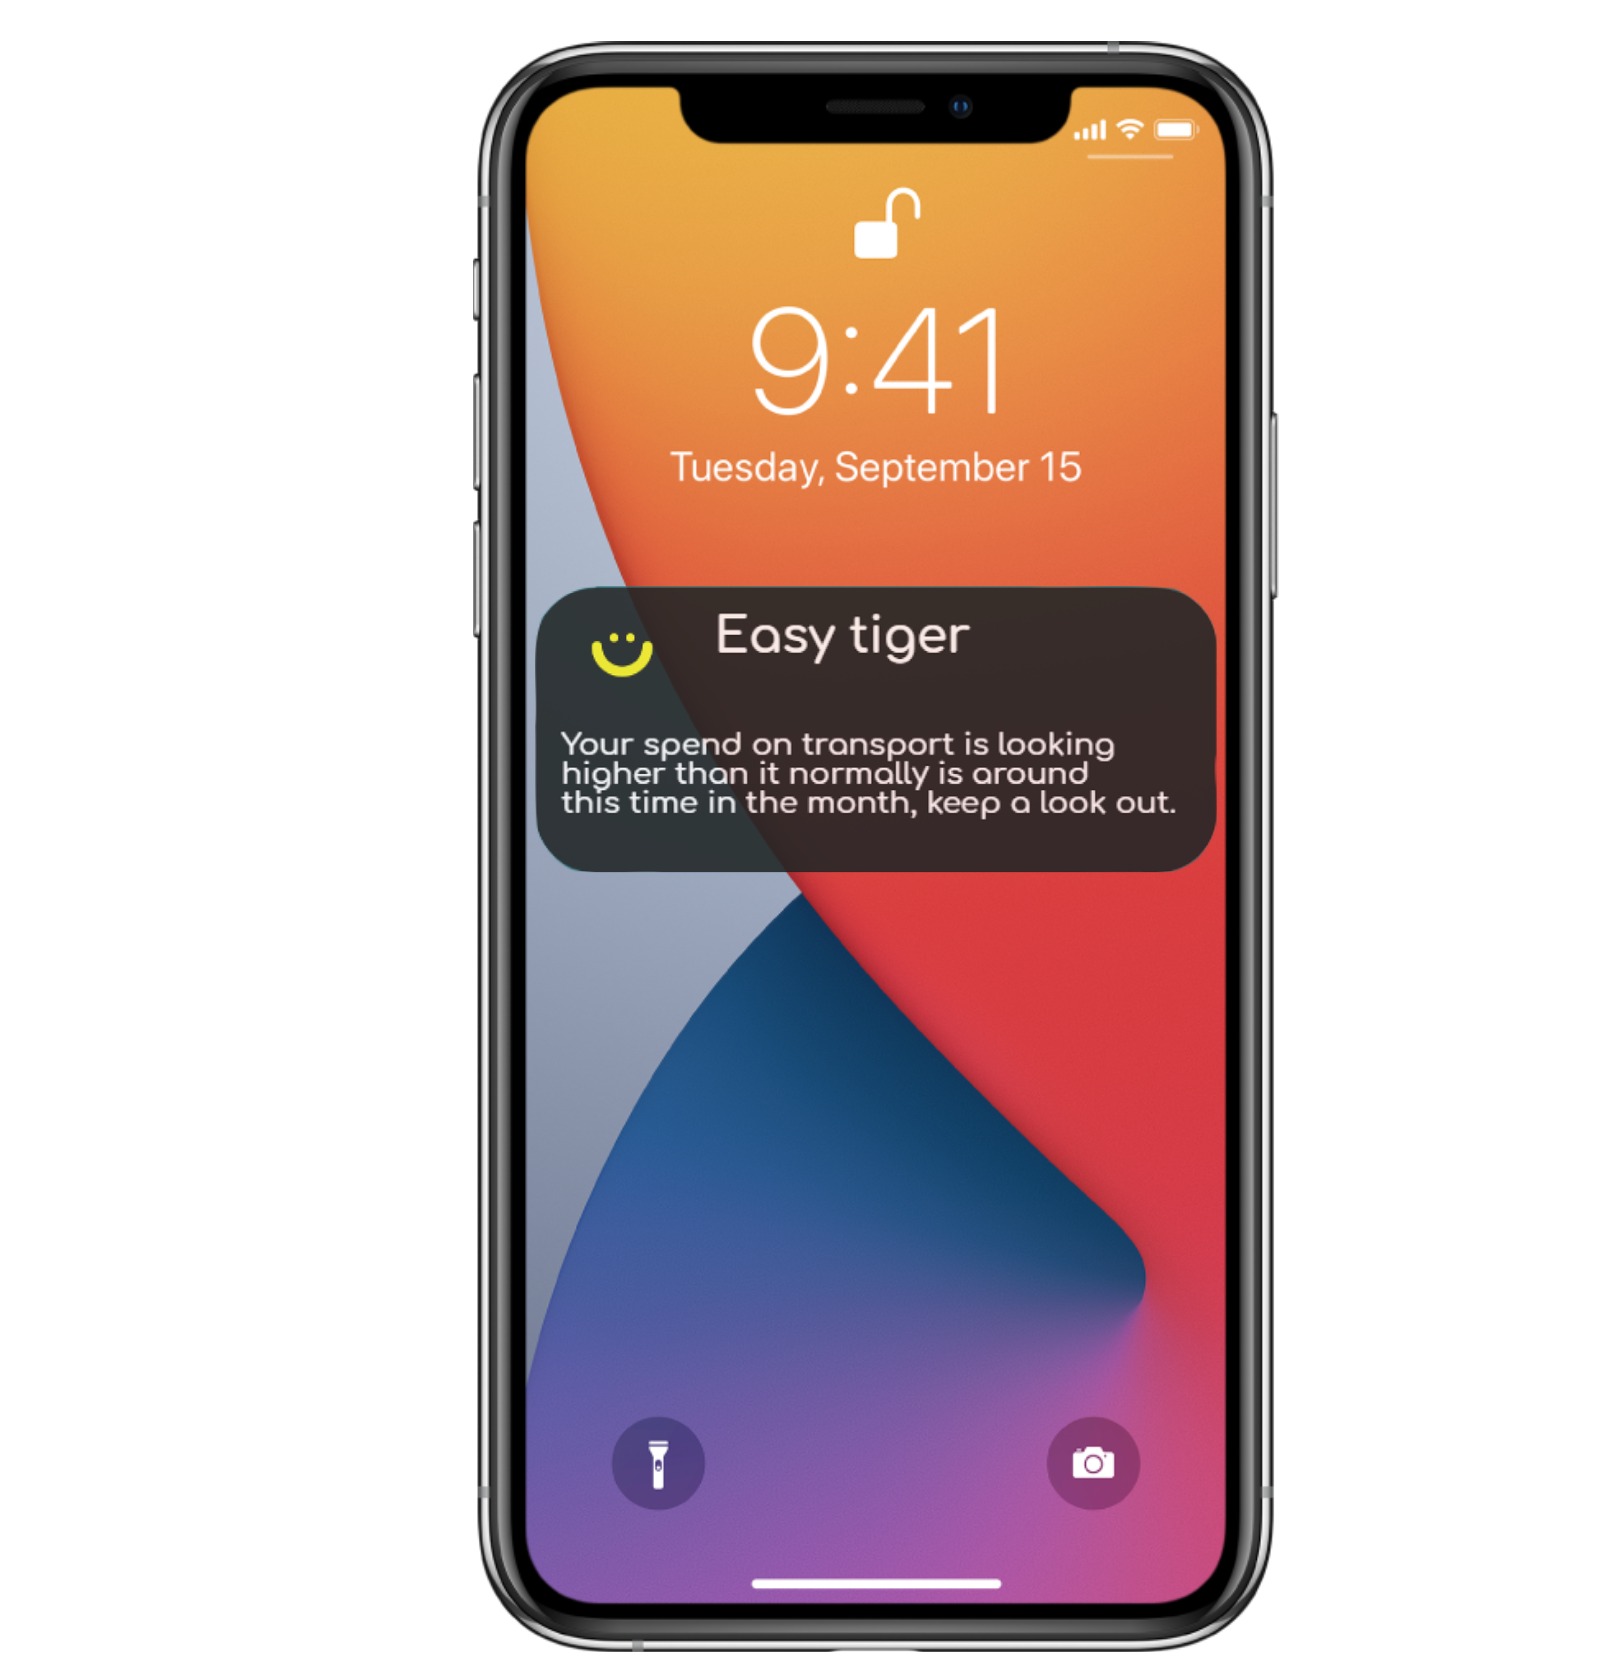 9:41
Tuesday, September 15
Easy tiger
Your spend on transport is looking
higher than it normally is around
this time in the month, keep a look out.